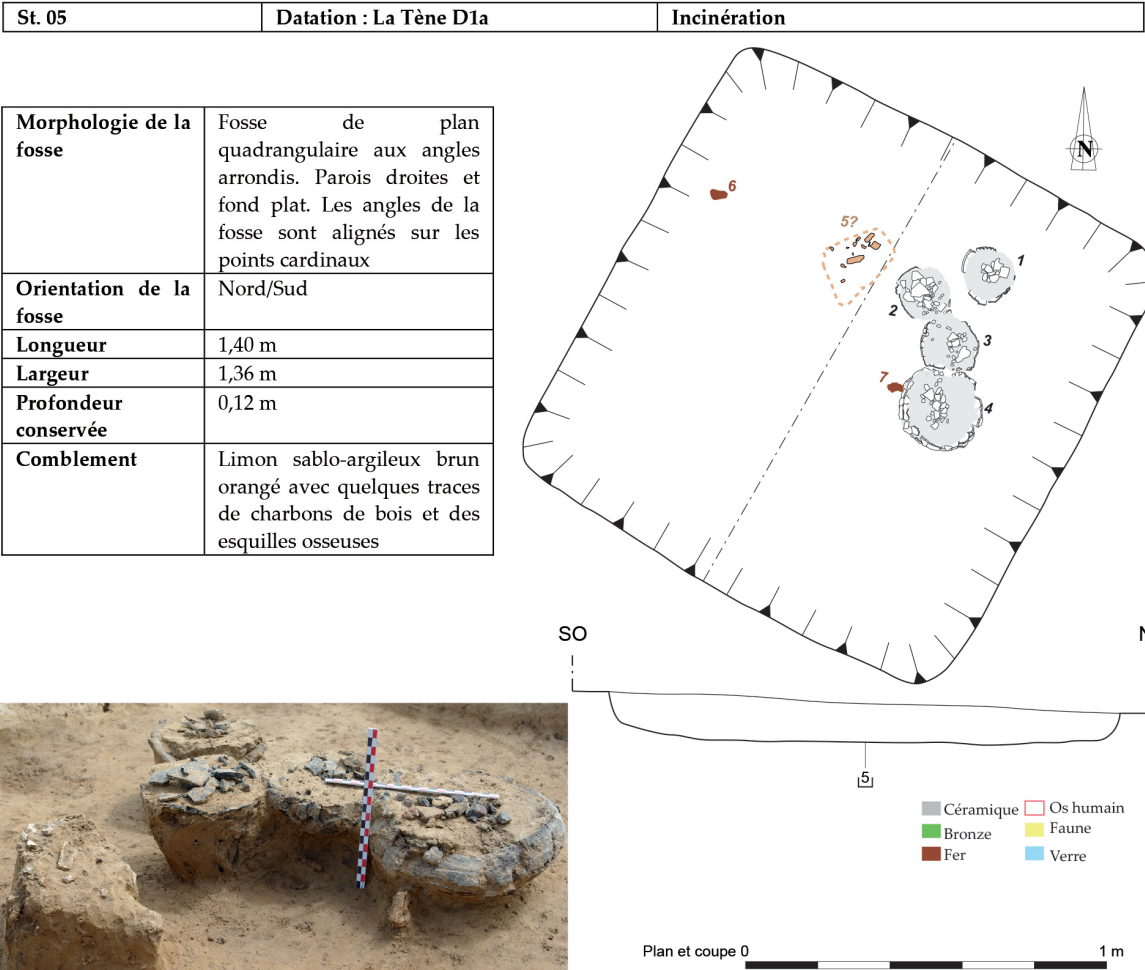 St. 05 Datation : La Tène D1a Incinération
Morphologie de la
fosse
Fosse de plan
quadrangulaire aux angles
arrondis. Parois droites et
fond plat. Les angles de la
fosse sont alignés sur les
points cardinaux
Orientation de la
fosse
Nord/Sud
Longueur 1,40 m
Largeur 1,36 m
Profondeur
conservée
0,12 m
Comblement
Limon sablo-argileux brun
orangé avec quelques traces
de charbons de bois et des
esquilles osseuses
N
6
5?
1
2
3
7
4
SO
5
Céramique Os humain
Bronze Faune
Fer Verre
Plan et coupe 0 1 m